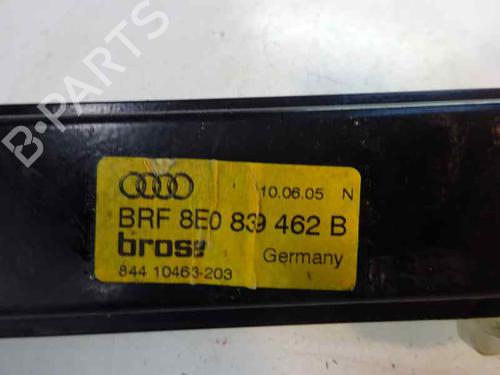 B-PARTS
10.06.05 N
BRF 8E0 839 462 B
brose Germany
844 10463-203